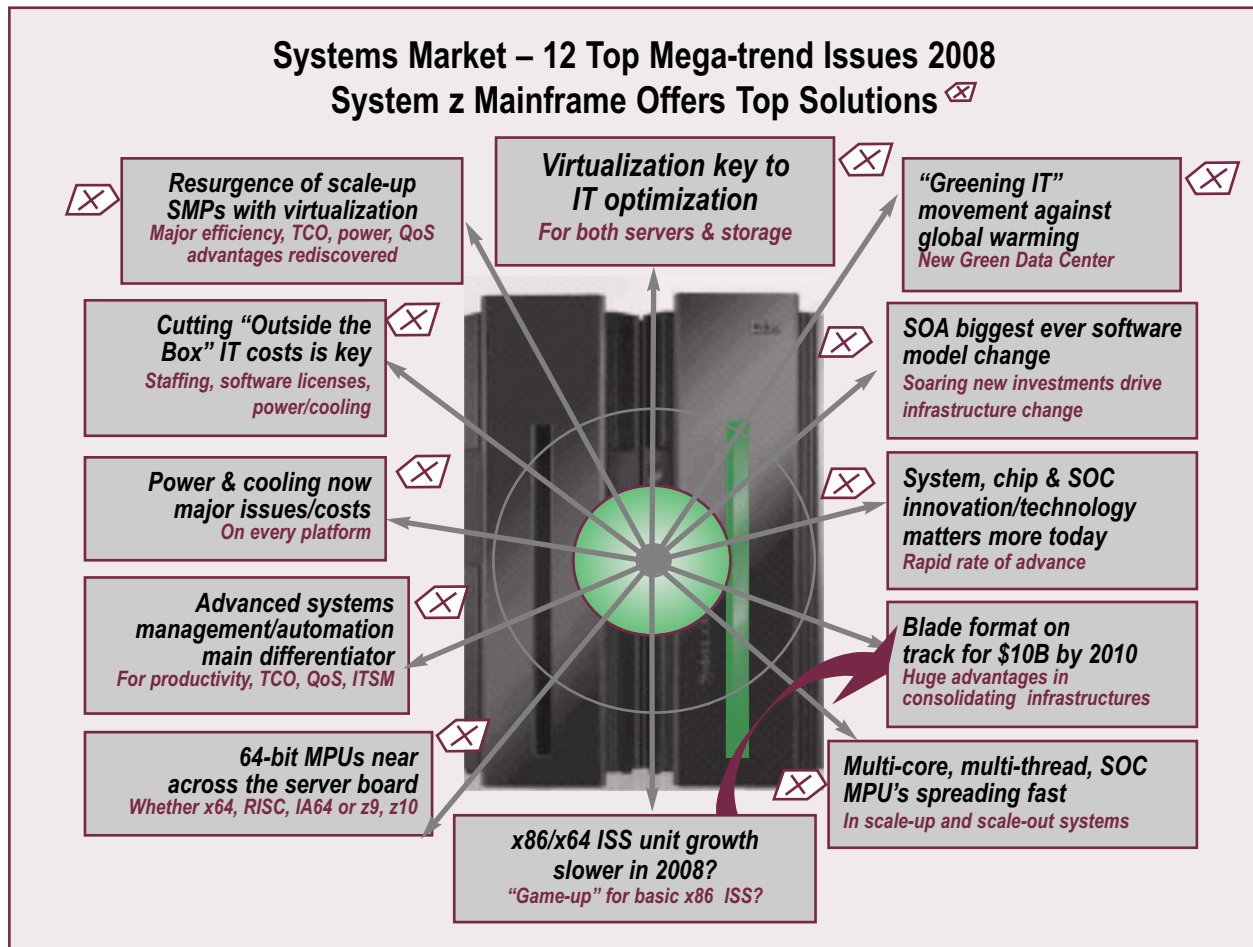 Systems Market – 12 Top Mega-trend Issues 2008
System z Mainframe Offers Top Solutions
Virtualization key to
IT optimization
For both servers & storage
Resurgence of scale-up
SMPs with virtualization
Major efficiency, TCO, power, QoS
advantages rediscovered
“Greening IT”
movement against
global warming
New Green Data Center
Cutting “Outside the
Box” IT costs is key
Staffing, software licenses,
power/cooling
SOA biggest ever software
model change
Soaring new investments drive
infrastructure change
Power & cooling now
major issues/costs
On every platform
System, chip & SOC
innovation/technology
matters more today
Rapid rate of advance
Advanced systems
management/automation
main differentiator
For productivity, TCO, QoS, ITSM
Blade format on
track for $10B by 2010
Huge advantages in
consolidating infrastructures
64-bit MPUs near
across the server board
Whether x64, RISC, IA64 or z9, z10
Multi-core, multi-thread, SOC
MPU’s spreading fast
In scale-up and scale-out systems
x86/x64 ISS unit growth
slower in 2008?
“Game-up” for basic x86 ISS?